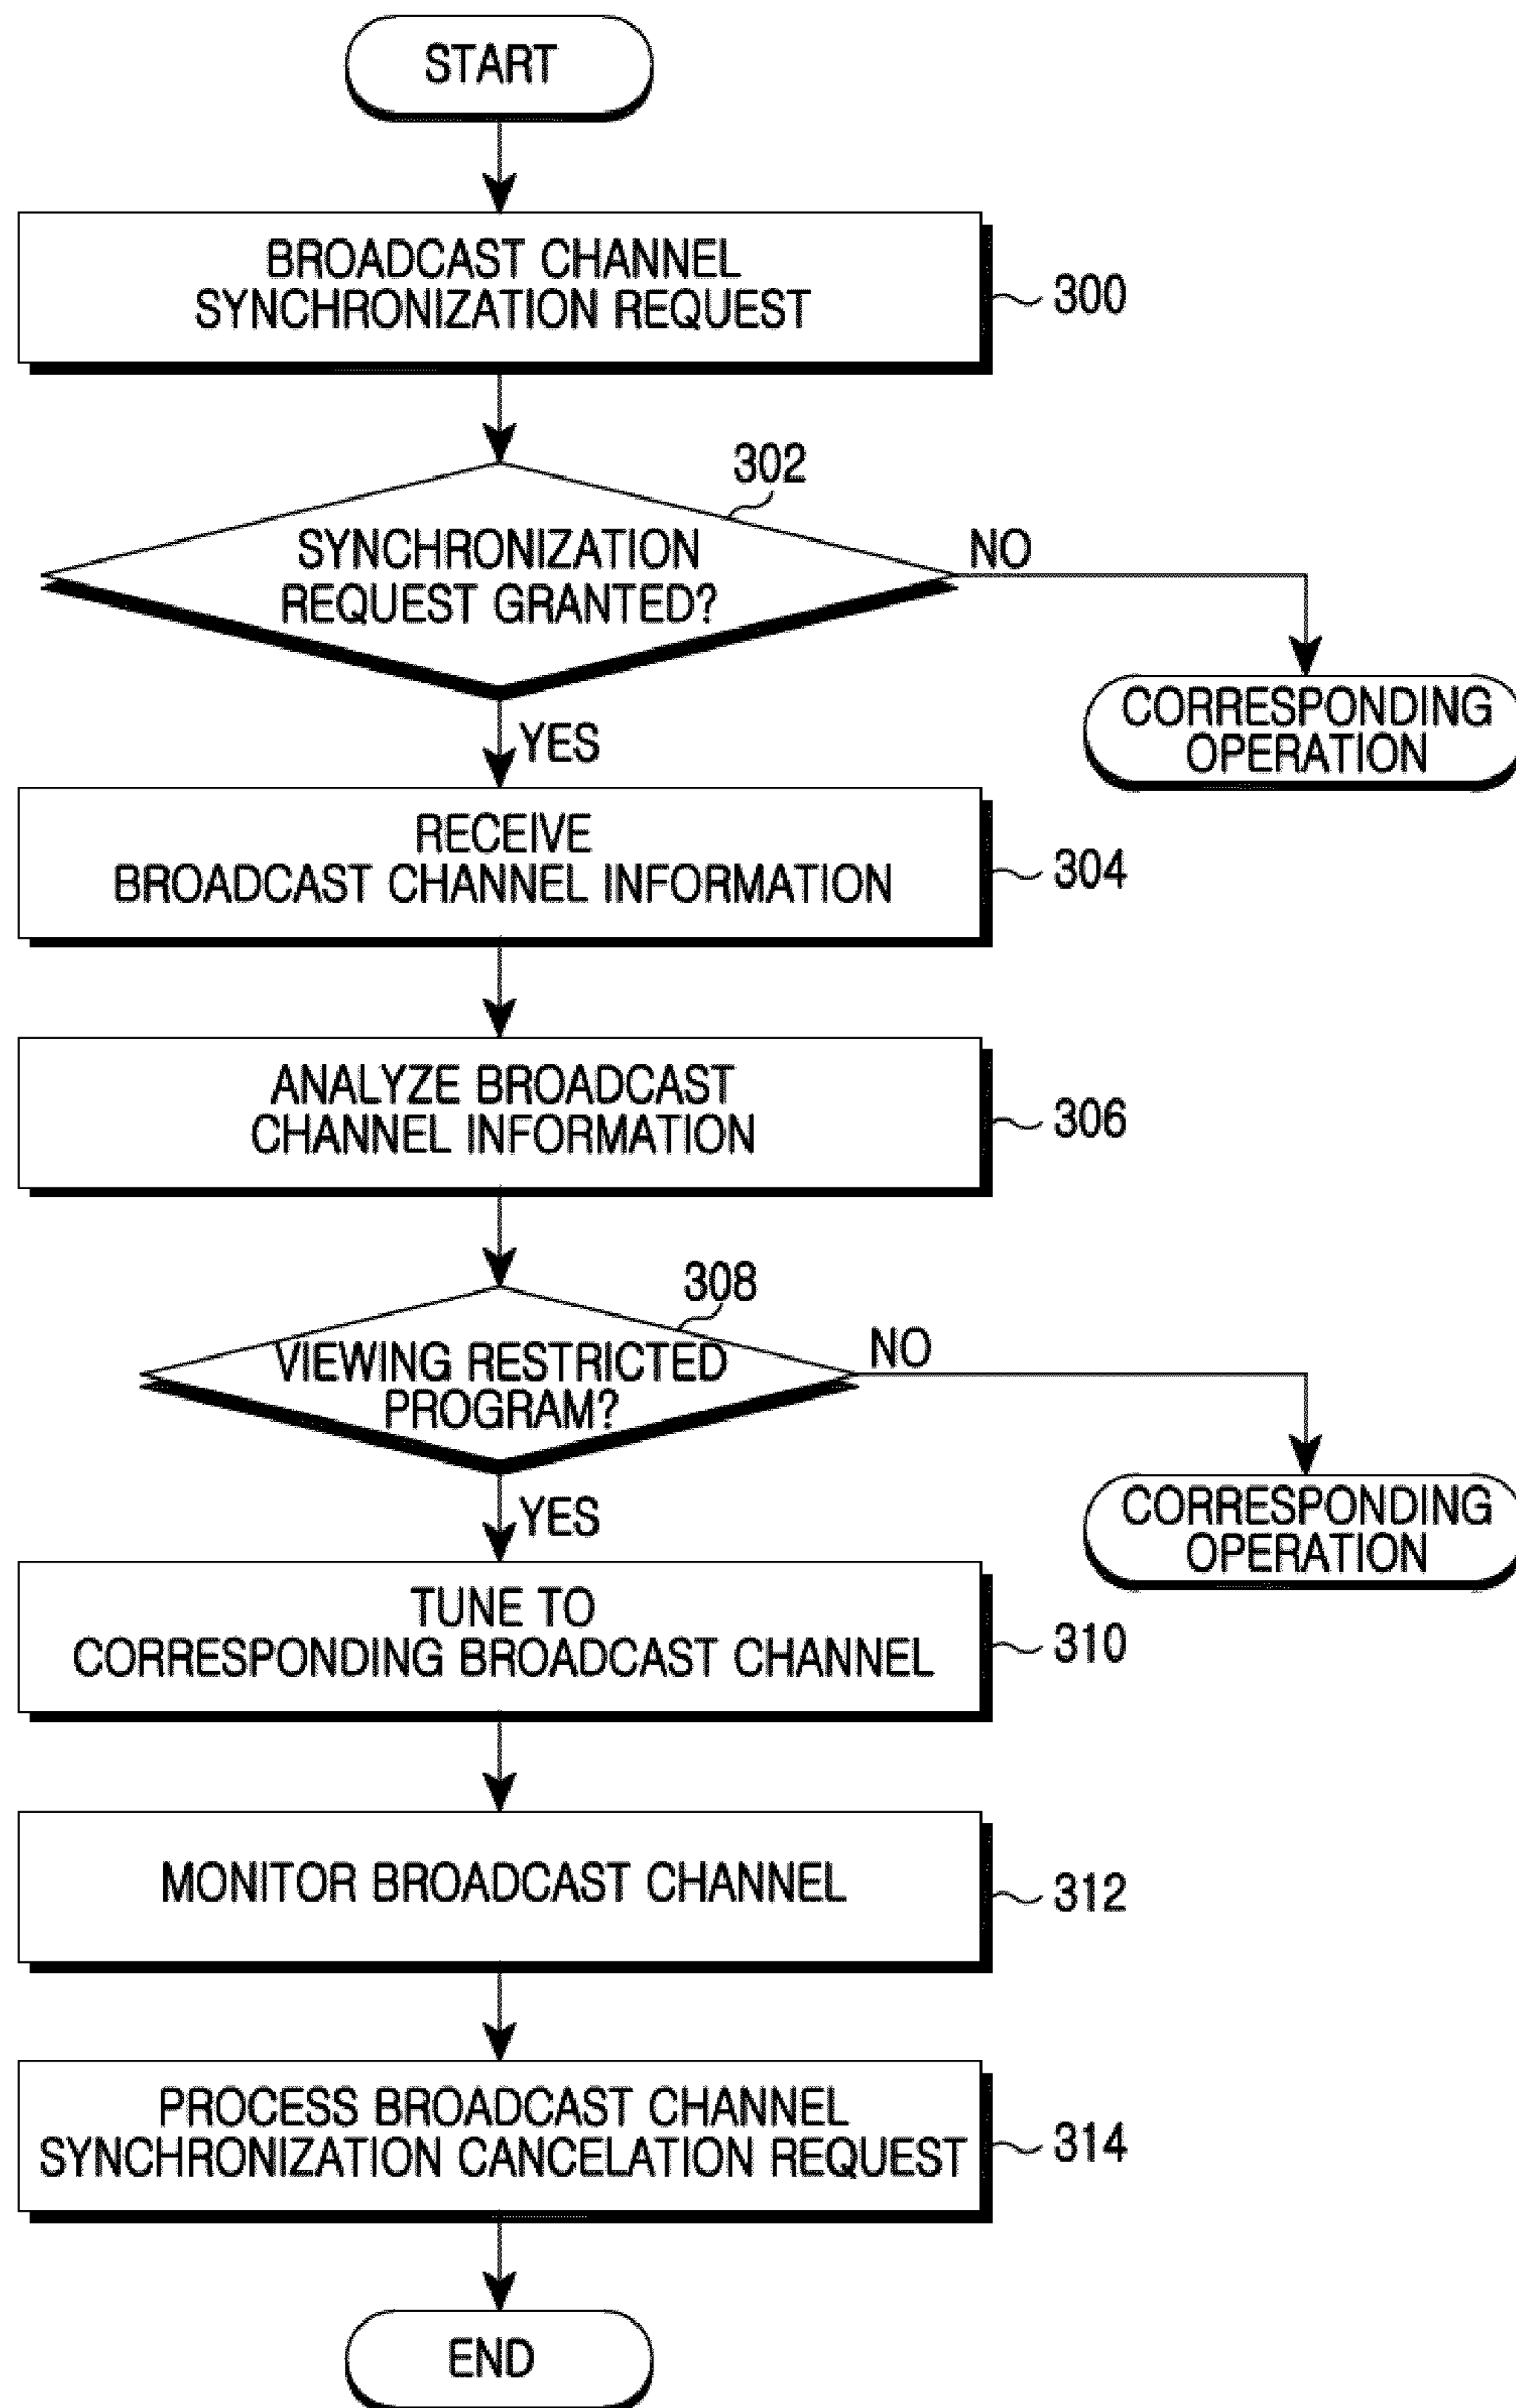 START
BROADCAST CHANNEL
SYNCHRONIZATION REQUEST
300
302
SYNCHRONIZATION
REQUEST GRANTED?
NO
CORRESPONDING
OPERATION
YES
RECEIVE
BROADCAST CHANNEL INFORMATION
304
ANALYZE BROADCAST
CHANNEL INFORMATION
306
308
VIEWING RESTRICTED
PROGRAM?
NO
CORRESPONDING
OPERATION
YES
TUNE TO
CORRESPONDING BROADCAST CHANNEL
310
MONITOR BROADCAST CHANNEL
312
PROCESS BROADCAST CHANNEL
SYNCHRONIZATION CANCELATION REQUEST
314
END